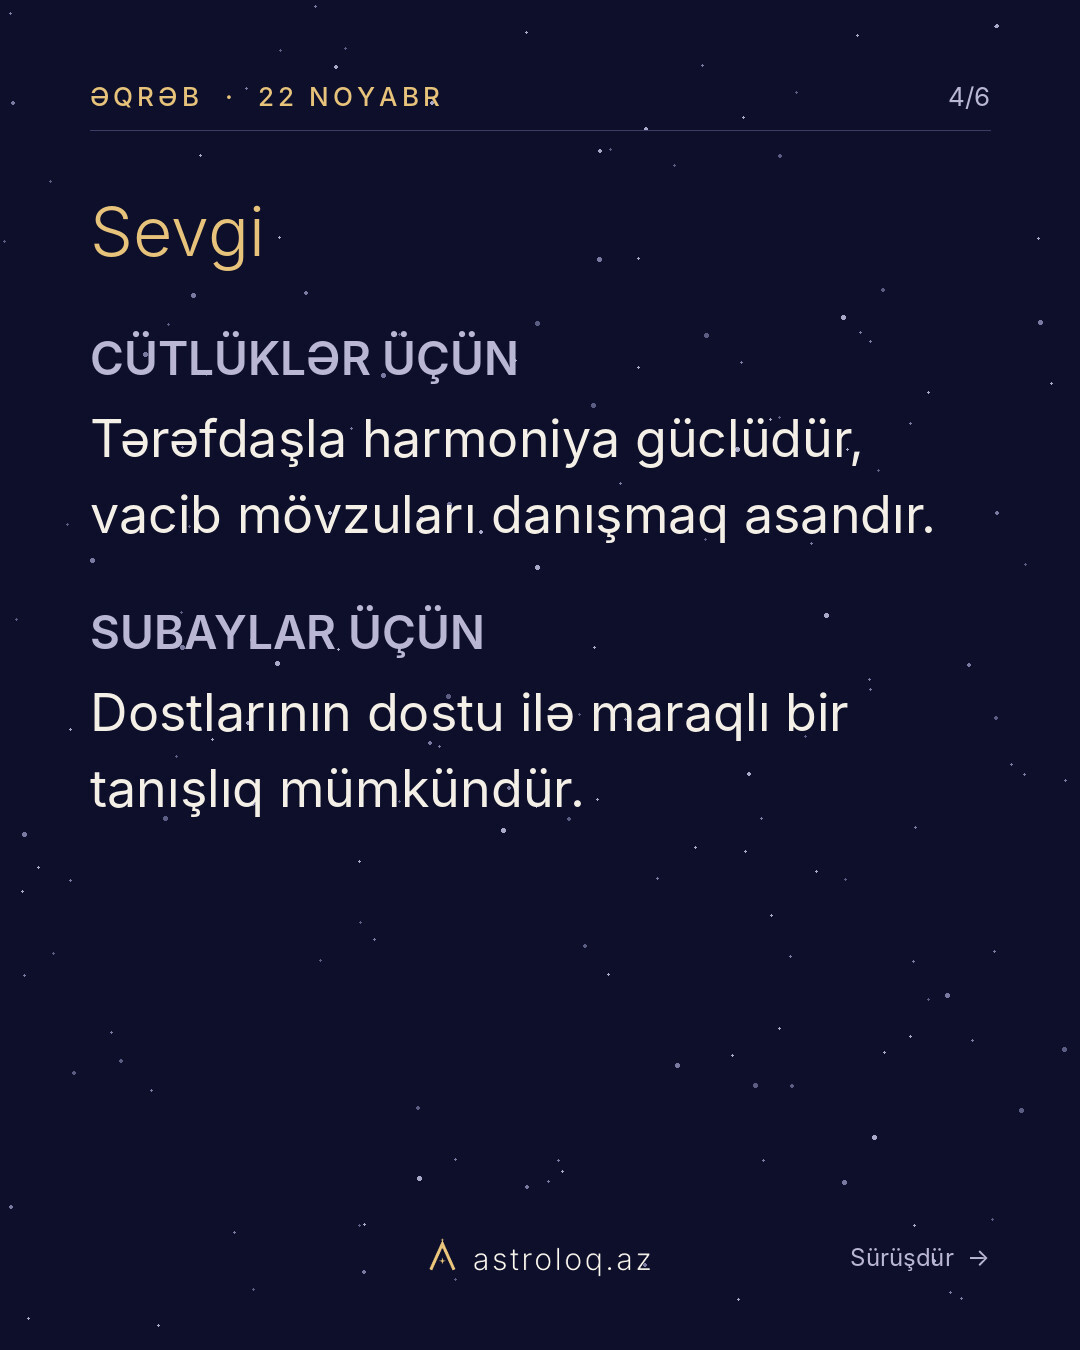 ƏQRƏB · 22 NOYABR
4/6
Sevgi
CÜTLÜKLƏR ÜÇÜN
Tərəfdaşla harmoniya güclüdür,
vacib mövzuları danışmaq asandır.
SUBAYLAR ÜÇÜN
Dostlarının dostu ilə maraqlı bir
tanışlıq mümkündür.
astroloq.az
Sürüşdür →